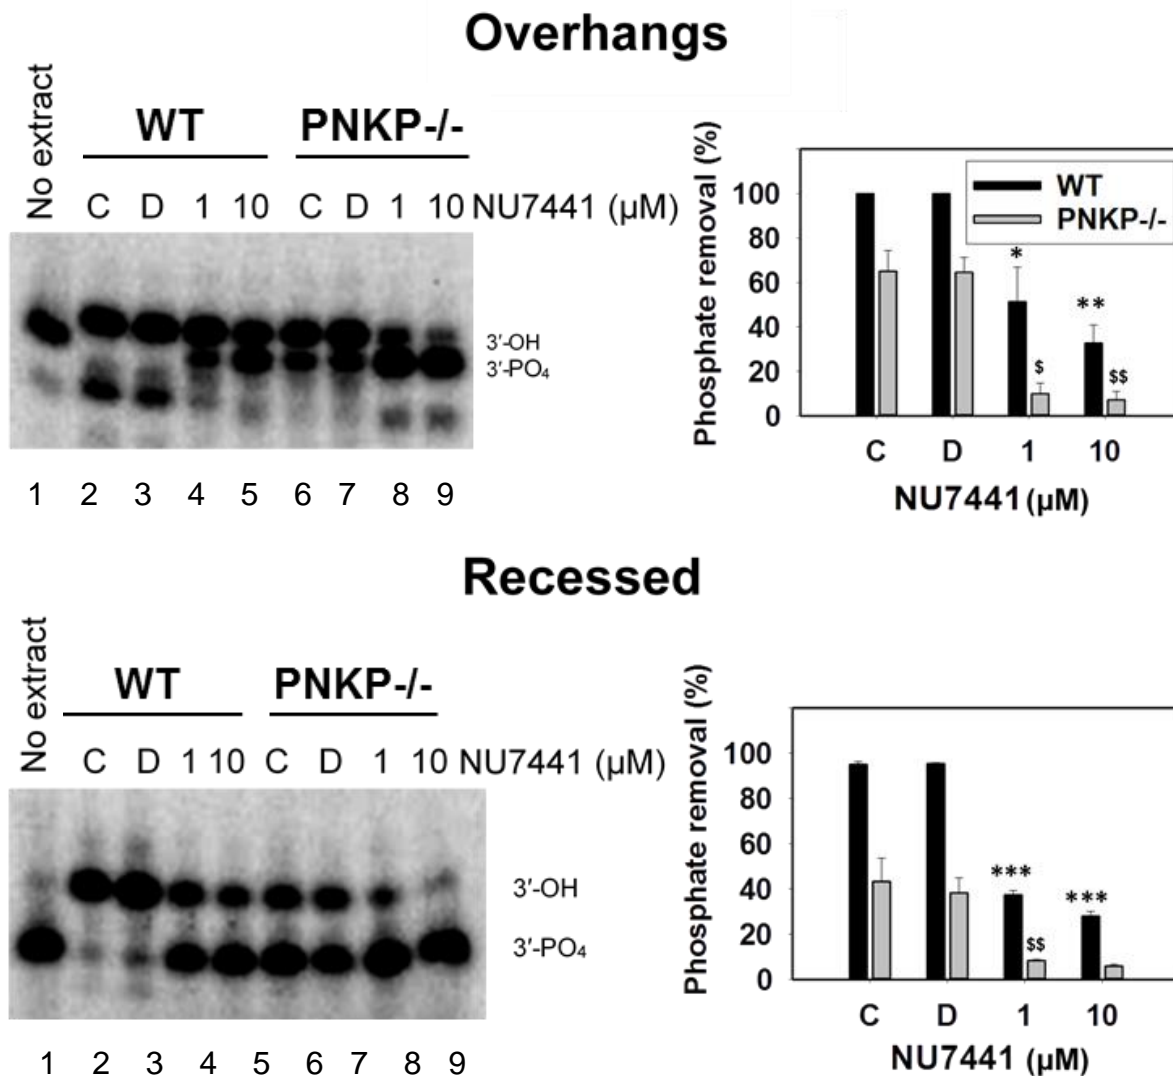 Overhangs
No extract
WT
PNKP-/-
C D 1 10 C D 1 10 NU7441 (µM)
3′-OH
3′-PO₄
1 2 3 4 5 6 7 8 9
Phosphate removal (%)
100
80
60
40
20
0
WT
PNKP-/-
*
**
$
$$
C D 1 10
NU7441 (µM)
Recessed
No extract
WT
PNKP-/-
C D 1 10 C D 1 10 NU7441 (µM)
3′-OH
3′-PO₄
1 2 3 4 5 6 7 8 9
Phosphate removal (%)
100
80
60
40
20
0
***
***
$$
C D 1 10
NU7441 (µM)